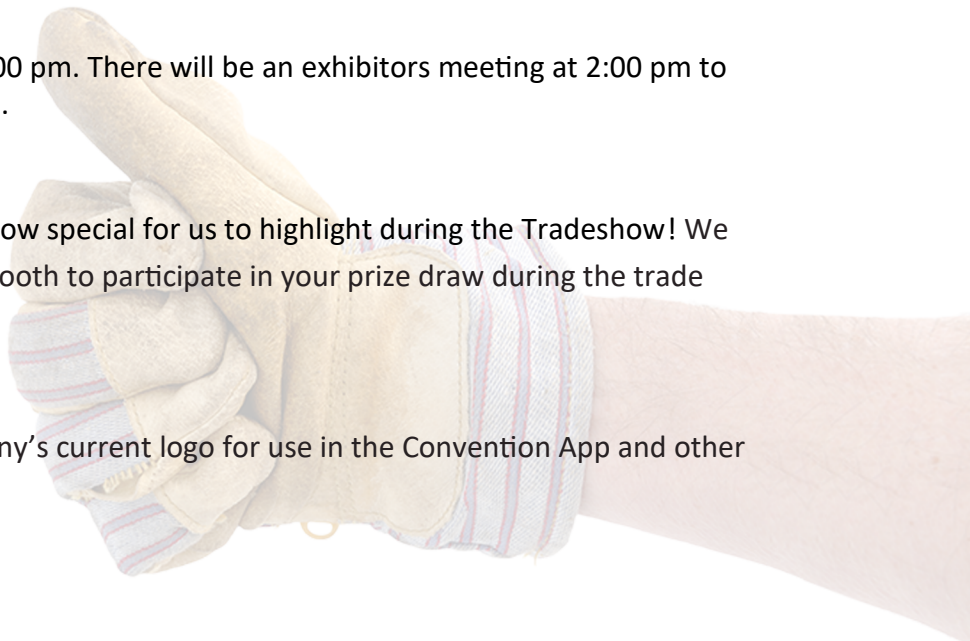 00 pm. There will be an exhibitors meeting at 2:00 pm to
.
ow special for us to highlight during the Tradeshow! We
ooth to participate in your prize draw during the trade
ny’s current logo for use in the Convention App and other